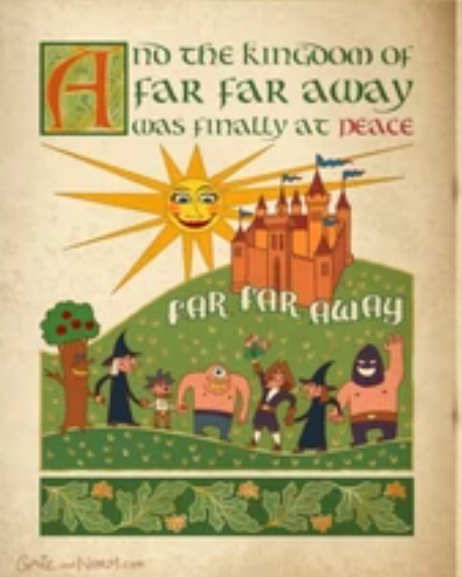 And the kingdom of
far far away
was finally at peace
FAR FAR AWAY